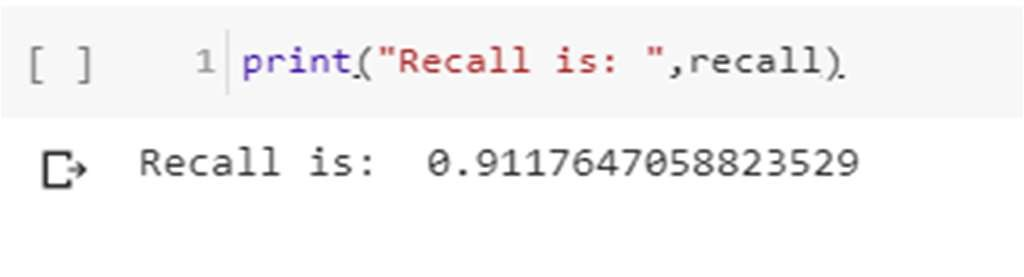 [ ] 1 print("Recall is: ",recall)
Recall is:  0.9117647058823529